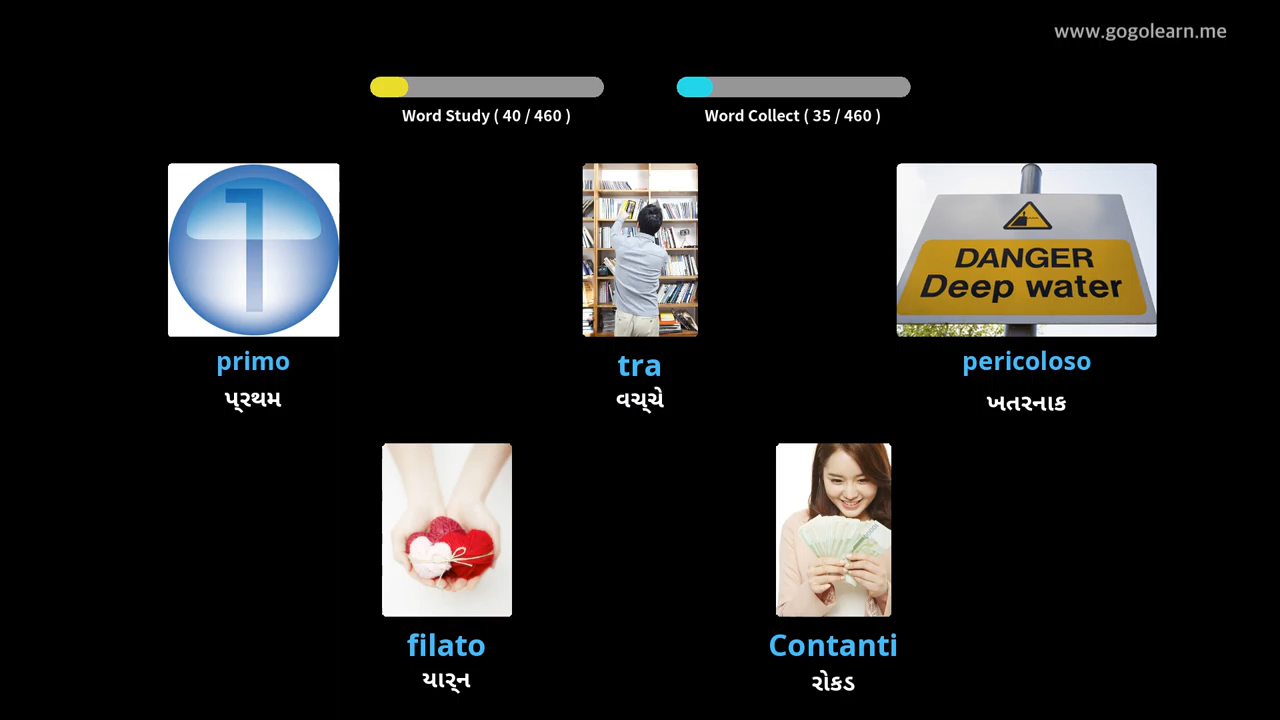 www.gogolearn.me
Word Study ( 40 / 460 )
Word Collect ( 35 / 460 )
1
DANGER
Deep water
primo
tra
pericoloso
પ્રથમ
વચ્ચે
ખતરનાક
filato
Contanti
યાર્ન
રોકડ